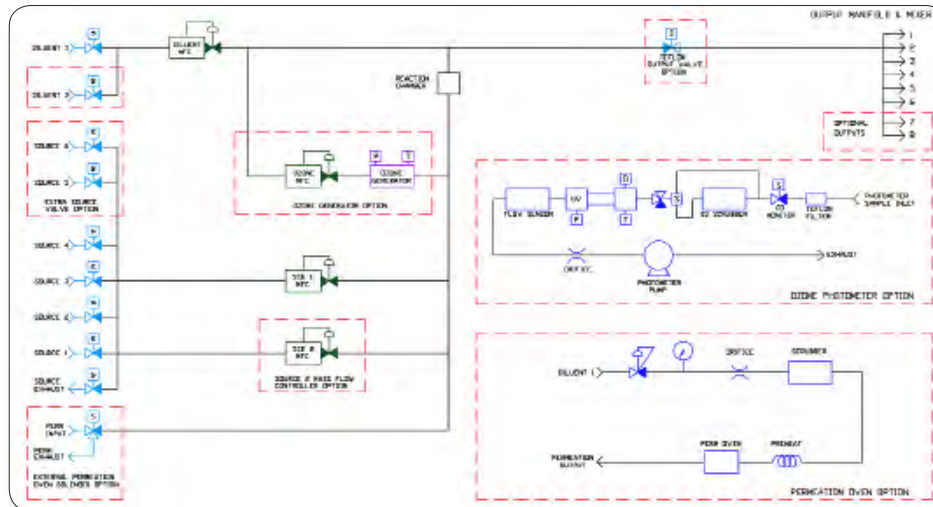 OUTPUT MANIFOLD & MIXER
DILUENT 1
DILUENT
MFC
DILUENT 2
TEFLON
OUTPUT VALVE
OPTION
REACTION
CHAMBER
1
2
3
4
5
6
7
8
OPTIONAL
OUTPUTS
SOURCE 6
SOURCE 5
EXTRA SOURCE
VALVE OPTION
OZONE
MFC
OZONE
GENERATOR
OZONE GENERATOR OPTION
FLOW SENSOR
UV
P
T
S
O3 SCRUBBER
TEFLON
FILTER
PHOTOMETER
SAMPLE INLET
ORIFICE
PHOTOMETER
PUMP
EXHAUST
OZONE PHOTOMETER OPTION
SOURCE 4
SOURCE 3
SOURCE 2
SOURCE 1
SOURCE
EXHAUST
SCE 1
MFC
SCE 2
MFC
SOURCE 2 MASS FLOW
CONTROLLER OPTION
PERM
INPUT
PERM
EXHAUST
S
EXTERNAL PERMEATION
OVEN SOLENOID OPTION
DILUENT 1
ORIFICE
SCRUBBER
PERMEATION
OUTPUT
PERM OVEN
PREHEAT
PERMEATION OVEN OPTION